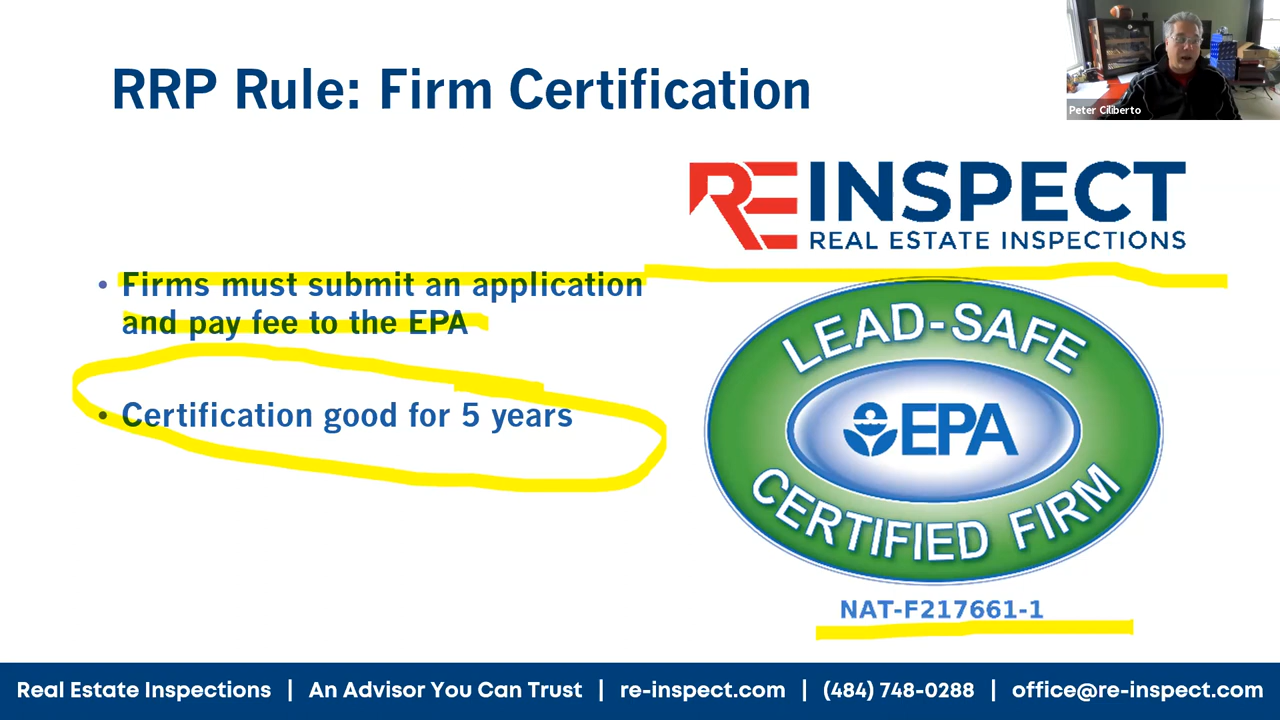 RRP Rule: Firm Certification
Peter Ciliberto
REINSPECT
REAL ESTATE INSPECTIONS
• Firms must submit an application
and pay fee to the EPA
• Certification good for 5 years
LEAD-SAFE
EPA
CERTIFIED FIRM
NAT-F217661-1
Real Estate Inspections | An Advisor You Can Trust | re-inspect.com | (484) 748-0288 | office@re-inspect.com